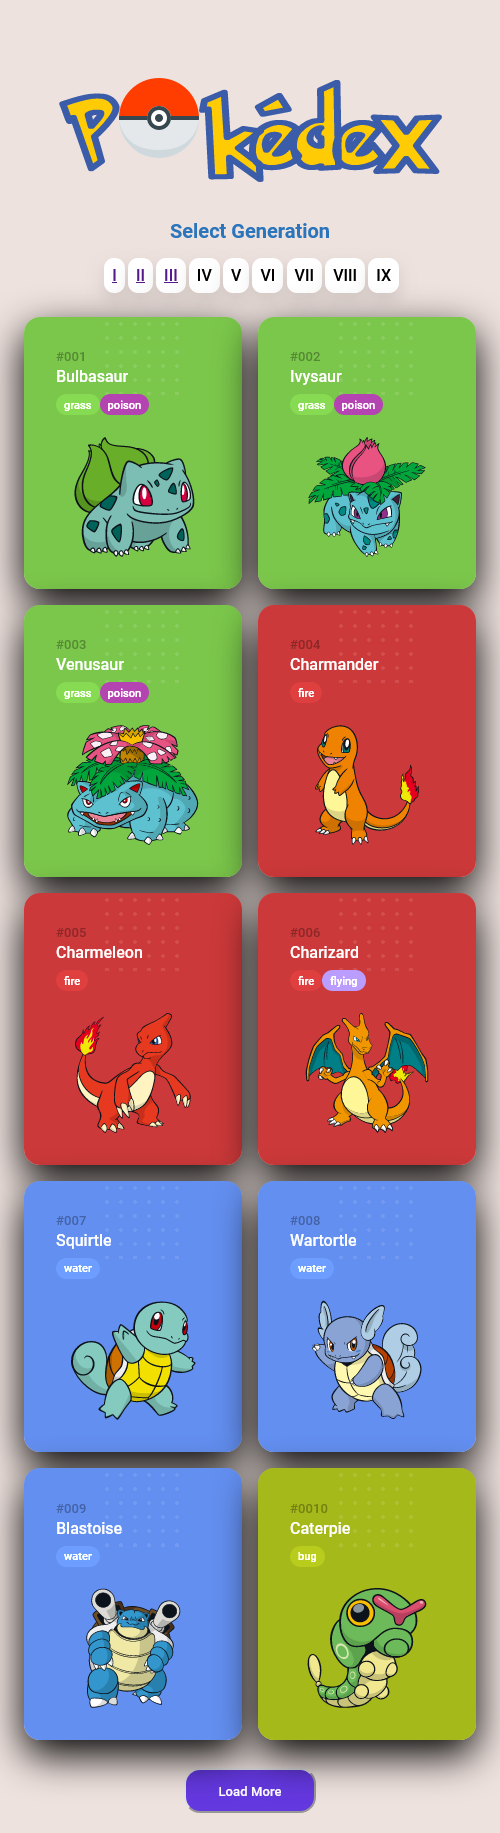 Pokédex
Select Generation
I II III IV V VI VII VIII IX
#001
Bulbasaur
grass poison
#002
Ivysaur
grass poison
#003
Venusaur
grass poison
#004
Charmander
fire
#005
Charmeleon
fire
#006
Charizard
fire flying
#007
Squirtle
water
#008
Wartortle
water
#009
Blastoise
water
#0010
Caterpie
bug
Load More